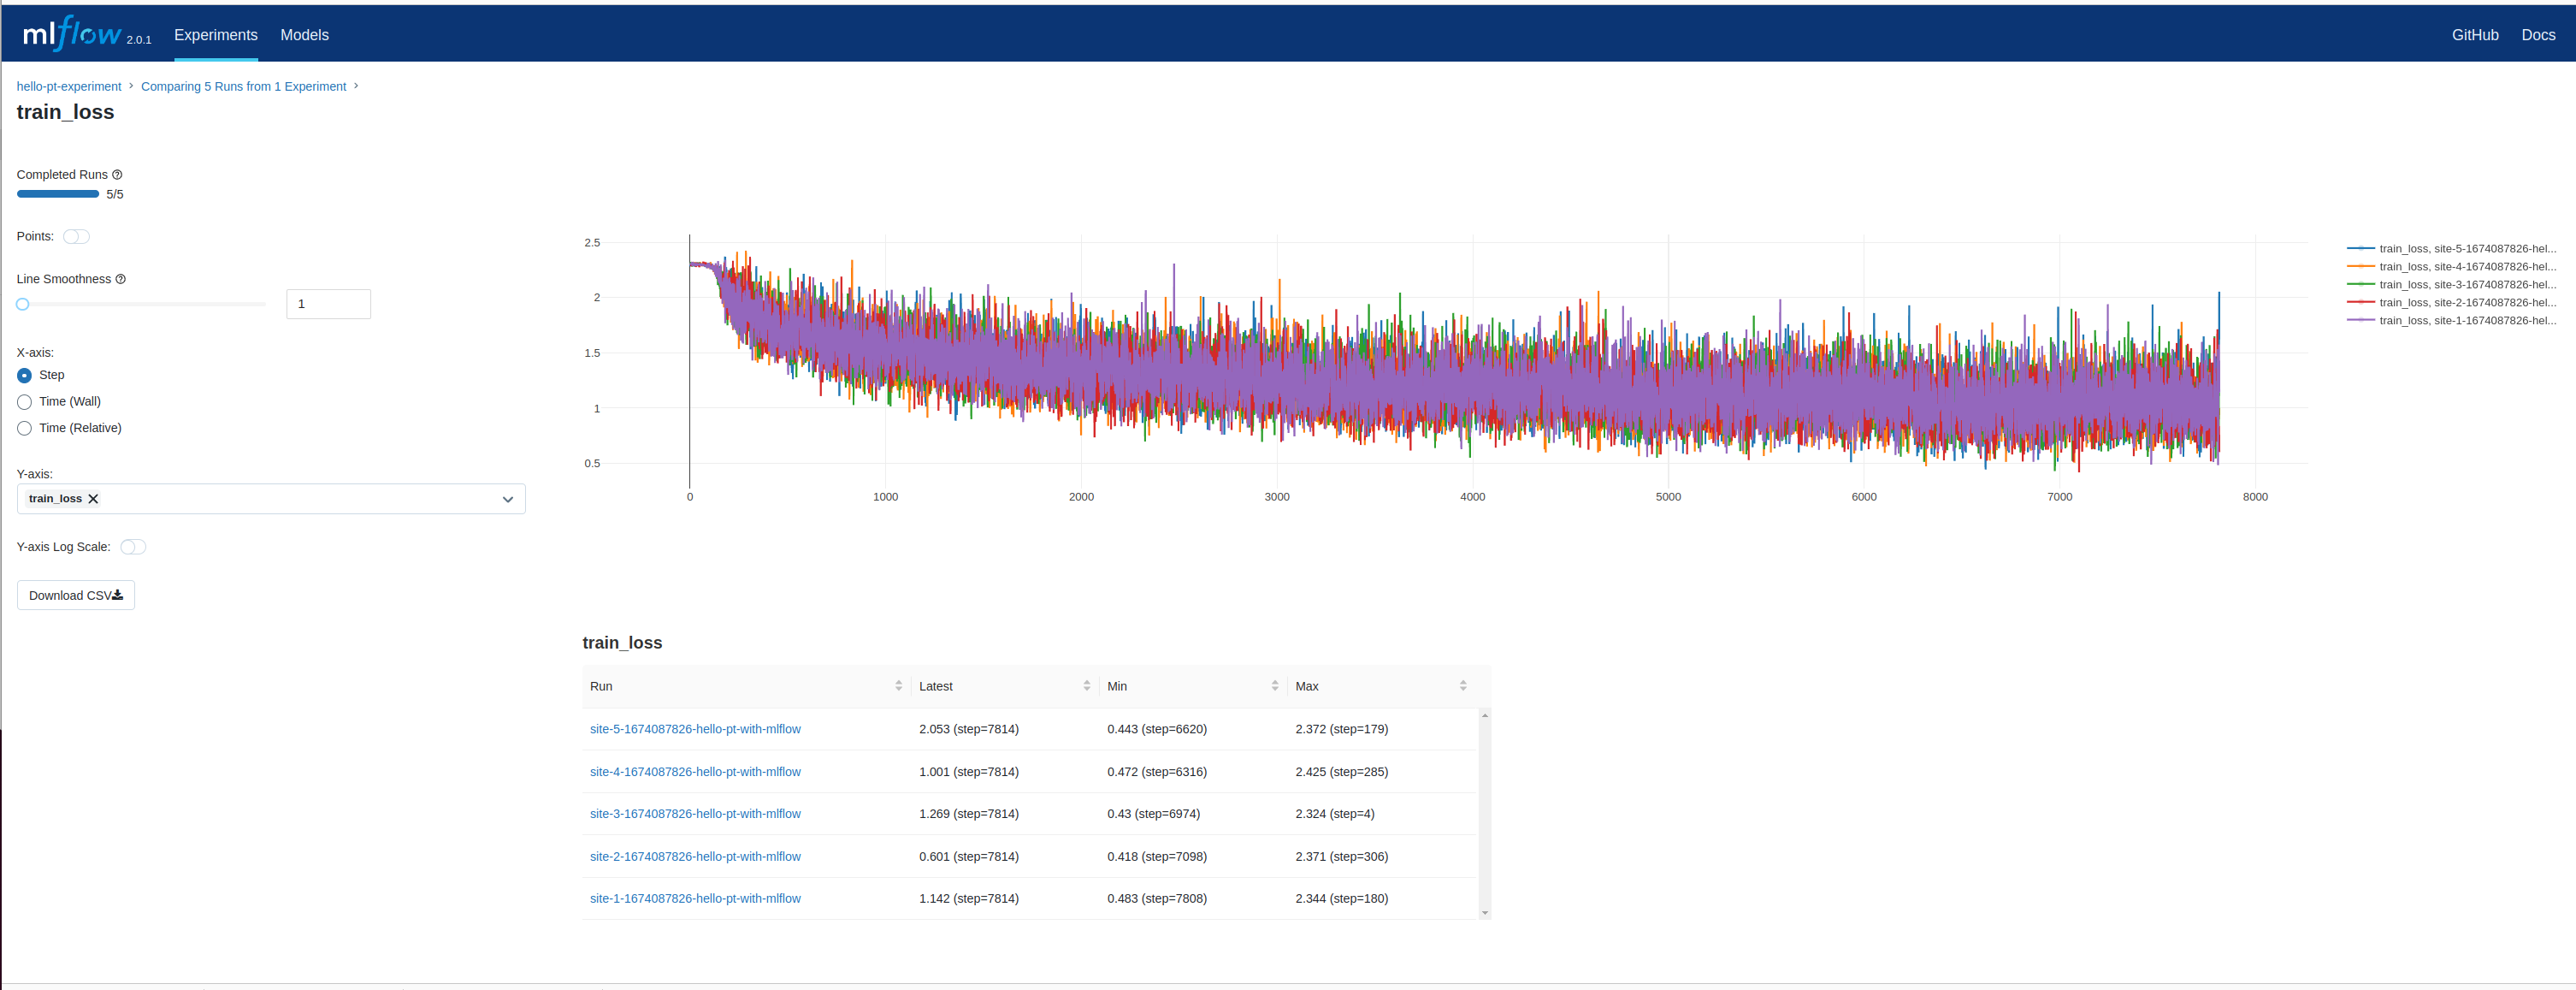 mlflow 2.0.1 Experiments Models GitHub Docs
hello-pt-experiment › Comparing 5 Runs from 1 Experiment ›
train_loss
Completed Runs
5/5
Points:
Line Smoothness
1
X-axis:
Step
Time (Wall)
Time (Relative)
Y-axis:
train_loss
Y-axis Log Scale:
Download CSV
2.5
2
1.5
1
0.5
0 1000 2000 3000 4000 5000 6000 7000 8000
train_loss, site-5-1674087826-hel...
train_loss, site-4-1674087826-hel...
train_loss, site-3-1674087826-hel...
train_loss, site-2-1674087826-hel...
train_loss, site-1-1674087826-hel...
train_loss
Run Latest Min Max
site-5-1674087826-hello-pt-with-mlflow 2.053 (step=7814) 0.443 (step=6620) 2.372 (step=179)
site-4-1674087826-hello-pt-with-mlflow 1.001 (step=7814) 0.472 (step=6316) 2.425 (step=285)
site-3-1674087826-hello-pt-with-mlflow 1.269 (step=7814) 0.43 (step=6974) 2.324 (step=4)
site-2-1674087826-hello-pt-with-mlflow 0.601 (step=7814) 0.418 (step=7098) 2.371 (step=306)
site-1-1674087826-hello-pt-with-mlflow 1.142 (step=7814) 0.483 (step=7808) 2.344 (step=180)